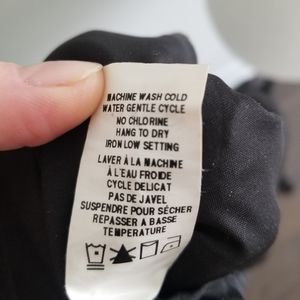 MACHINE WASH COLD
WATER GENTLE CYCLE
NO CHLORINE
HANG TO DRY
IRON LOW SETTING
LAVER À LA MACHINE
À L'EAU FROIDE
CYCLE DELICAT
PAS DE JAVEL
SUSPENDRE POUR SÉCHER
REPASSER A BASSE
TEMPERATURE